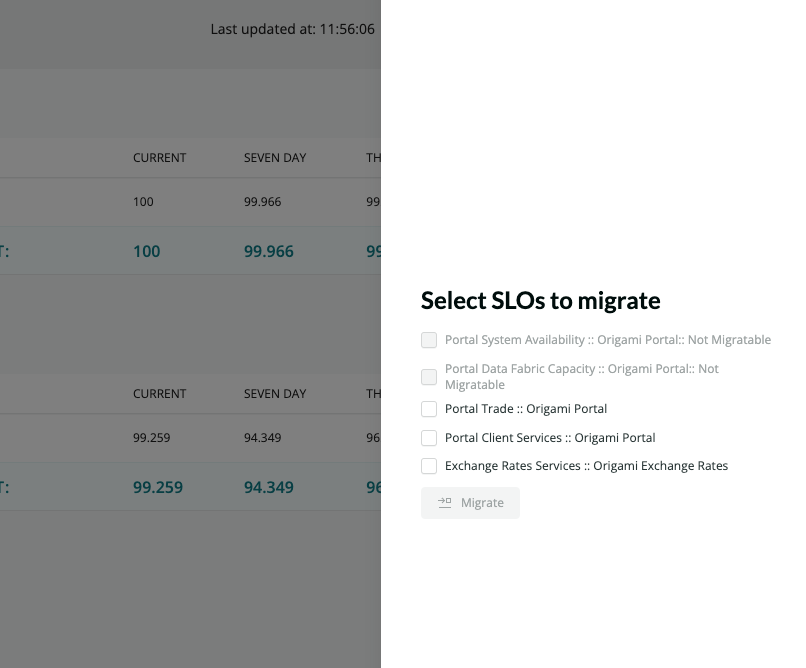 Last updated at: 11:56:06
CURRENT SEVEN DAY TH
100 99.966 99
T: 100 99.966 99
CURRENT SEVEN DAY TH
99.259 94.349 96
T: 99.259 94.349 96
Select SLOs to migrate
Portal System Availability :: Origami Portal:: Not Migratable
Portal Data Fabric Capacity :: Origami Portal:: Not
Migratable
Portal Trade :: Origami Portal
Portal Client Services :: Origami Portal
Exchange Rates Services :: Origami Exchange Rates
Migrate